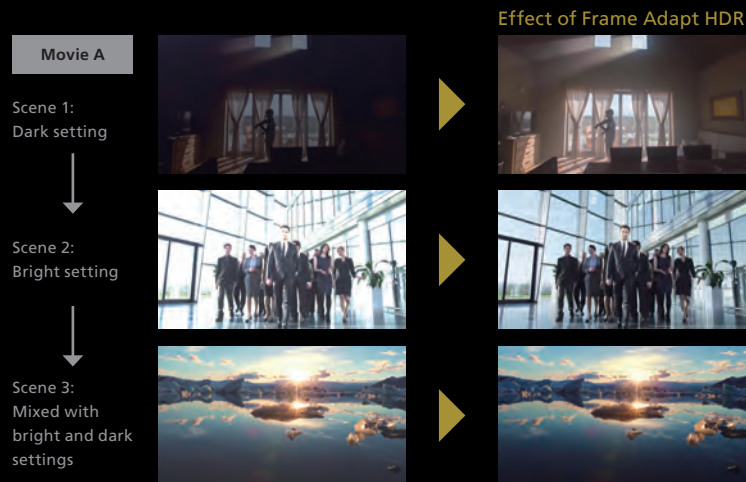 Effect of Frame Adapt HDR
Movie A
Scene 1:
Dark setting
Scene 2:
Bright setting
Scene 3:
Mixed with
bright and dark
settings